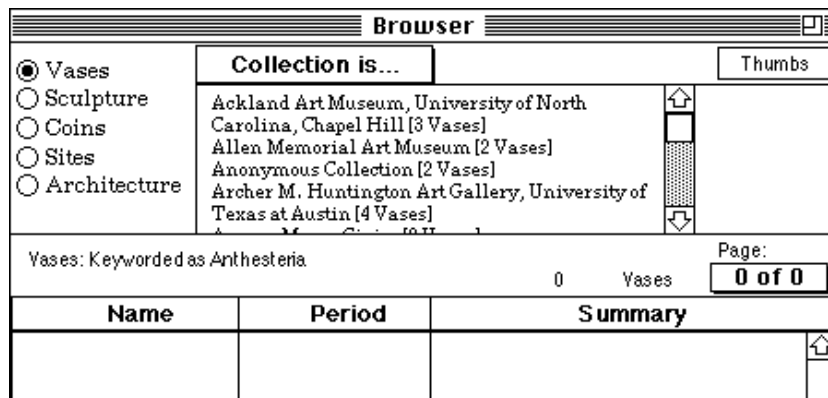 Browser
Vases
Sculpture
Coins
Sites
Architecture
Collection is...
Thumbs
Ackland Art Museum, University of North
Carolina, Chapel Hill [3 Vases]
Allen Memorial Art Museum [2 Vases]
Anonymous Collection [2 Vases]
Archer M. Huntington Art Gallery, University of
Texas at Austin [4 Vases]
Vases: Keyworded as Anthesteria
0 Vases
Page:
0 of 0
Name Period Summary